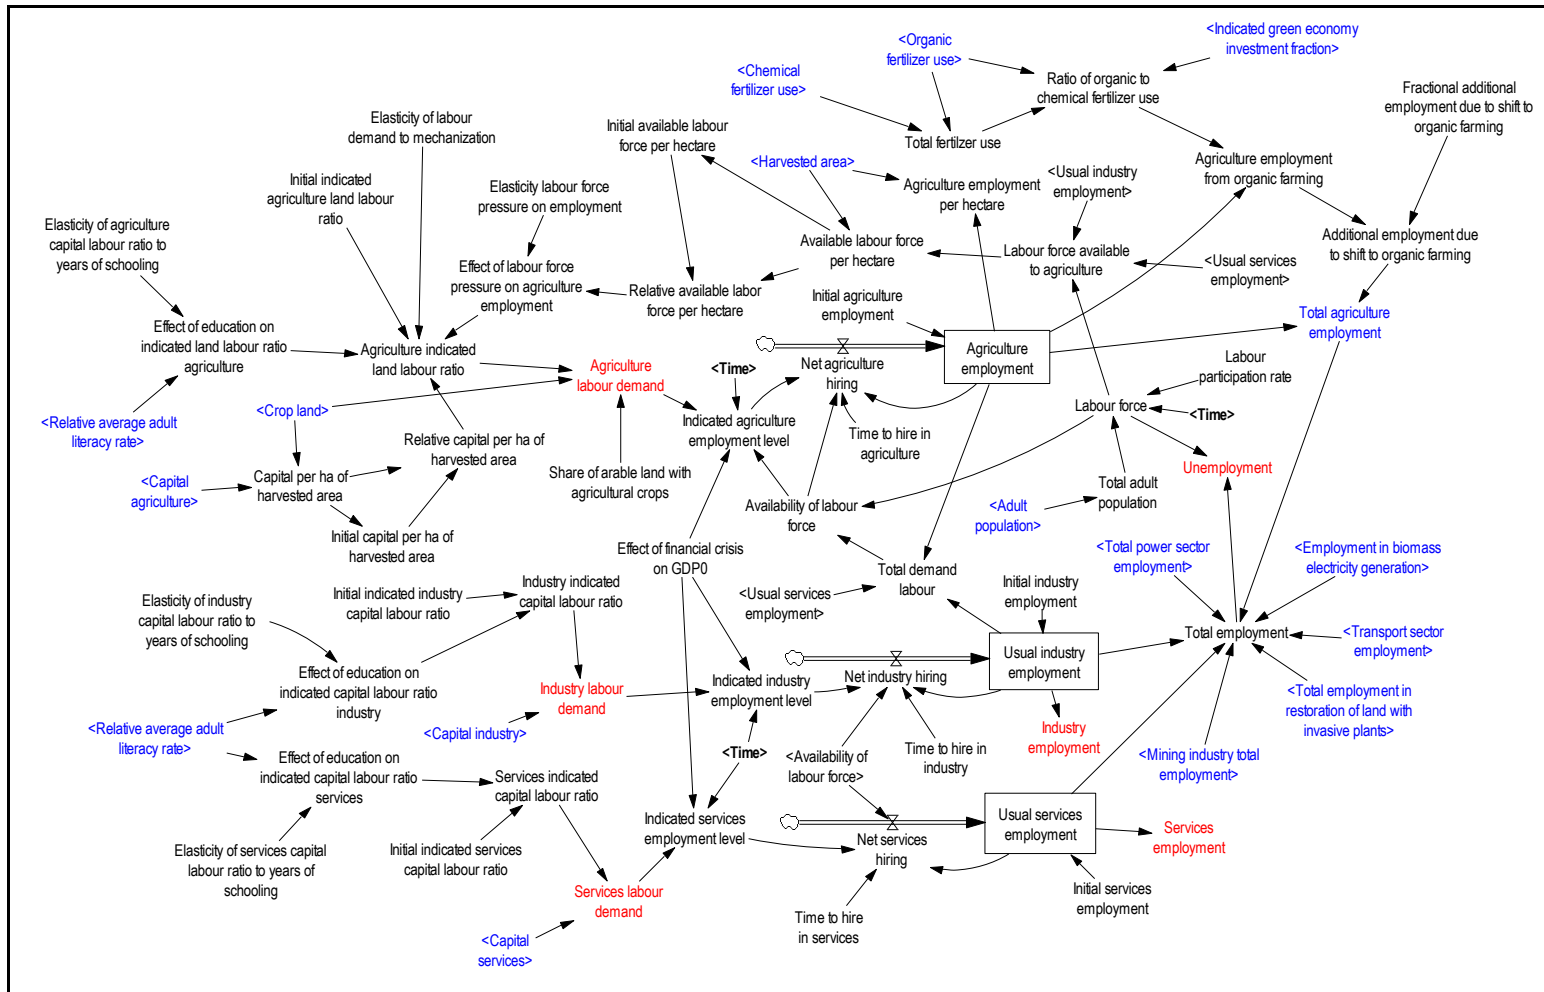 <Organic
fertilizer use>
<Indicated green economy
investment fraction>
<Chemical
fertilizer use>
Ratio of organic to
chemical fertilizer use
Fractional additional
employment due to shift to
organic farming
Elasticity of labour
demand to mechanization
Initial available labour
force per hectare
Total fertilzer use
<Harvested area>
Agriculture employment
from organic farming
Initial indicated
agriculture land labour
ratio
Elasticity labour force
pressure on employment
Agriculture employment
per hectare
<Usual industry
employment>
Elasticity of agriculture
capital labour ratio to
years of schooling
Available labour force
per hectare
Labour force available
to agriculture
Additional employment due
to shift to organic farming
<Usual services
employment>
Effect of labour force
pressure on agriculture
employment
Relative available labor
force per hectare
Initial agriculture
employment
Total agriculture
employment
Effect of education on
indicated land labour ratio
agriculture
Agriculture indicated
land labour ratio
Agriculture
labour demand
<Time>
Net agriculture
hiring
Agriculture
employment
Labour
participation rate
<Relative average adult
literacy rate>
<Crop land>
Indicated agriculture
employment level
Labour force
<Time>
Time to hire in
agriculture
Relative capital per ha of
harvested area
<Capital
agriculture>
Capital per ha of
harvested area
Share of arable land with
agricultural crops
Unemployment
Total adult
population
Availability of labour
force
<Adult
population>
Initial capital per ha of
harvested area
Effect of financial crisis
on GDP0
Total demand
labour
<Total power sector
employment>
<Employment in biomass
electricity generation>
Initial indicated industry
capital labour ratio
Industry indicated
capital labour ratio
<Usual services
employment>
Initial industry
employment
Elasticity of industry
capital labour ratio to
years of schooling
Total employment
<Transport sector
employment>
Usual industry
employment
Effect of education on
indicated capital labour ratio
industry
Industry labour
demand
Indicated industry
employment level
Net industry hiring
<Total employment in
restoration of land with
invasive plants>
<Relative average adult
literacy rate>
<Capital industry>
Industry
employment
<Time>
<Availability of
labour force>
Time to hire in
industry
<Mining industry total
employment>
Effect of education on
indicated capital labour ratio
services
Services indicated
capital labour ratio
Indicated services
employment level
Usual services
employment
Services
employment
Net services
hiring
Elasticity of services capital
labour ratio to years of
schooling
Initial indicated services
capital labour ratio
Services labour
demand
Initial services
employment
Time to hire
in services
<Capital
services>